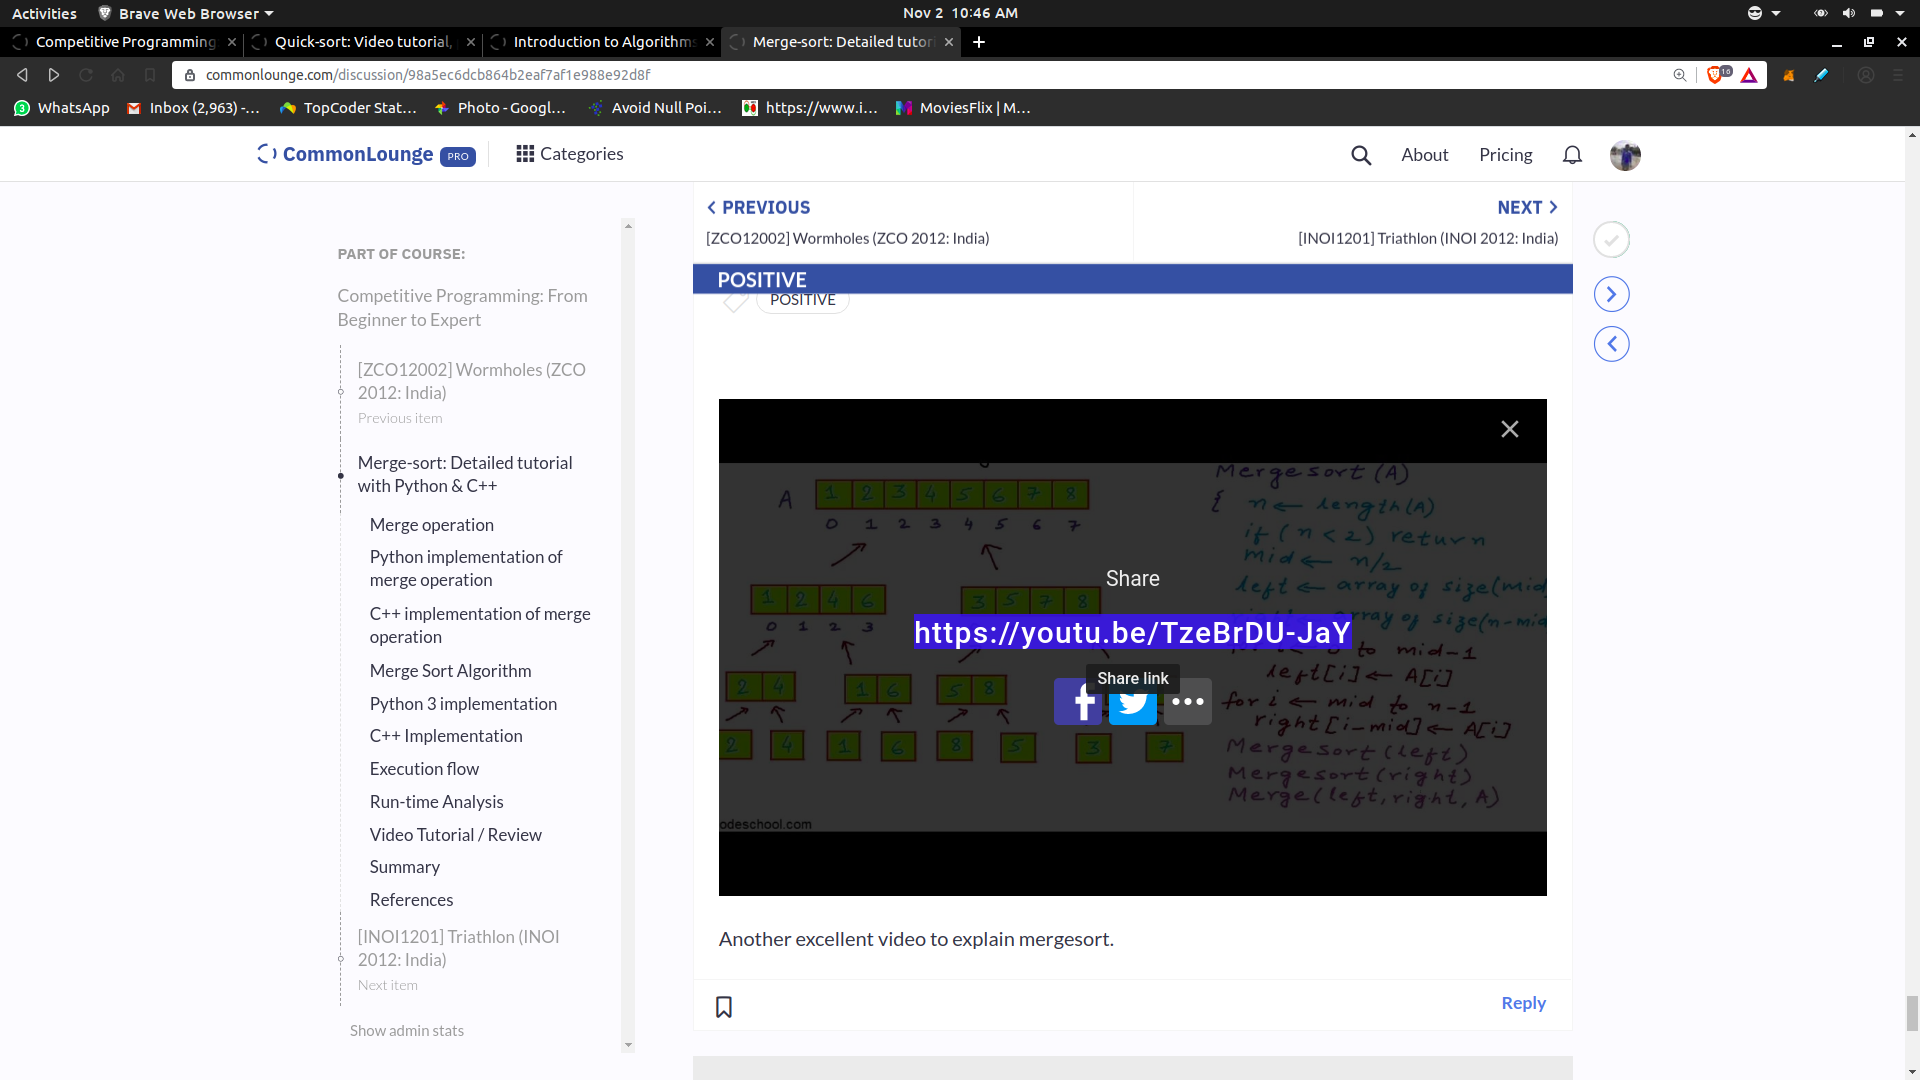 Activities
Brave Web Browser
Nov 2 10:46 AM
Competitive Programming
Quick-sort: Video tutorial,
Introduction to Algorithms
Merge-sort: Detailed tutori
commonlounge.com/discussion/98a5ec6dcb864b2eaf7af1e988e92d8f
16
3 WhatsApp
Inbox (2,963) -...
TopCoder Stat...
Photo - Googl...
Avoid Null Poi...
https://www.i...
MoviesFlix | M...
CommonLounge PRO
Categories
About
Pricing
PREVIOUS
NEXT
[ZCO12002] Wormholes (ZCO 2012: India)
[INOI1201] Triathlon (INOI 2012: India)
POSITIVE
POSITIVE
PART OF COURSE:
Competitive Programming: From
Beginner to Expert
[ZCO12002] Wormholes (ZCO
2012: India)
Previous item
Merge-sort: Detailed tutorial
with Python & C++
Merge operation
Python implementation of
merge operation
C++ implementation of merge
operation
Merge Sort Algorithm
Python 3 implementation
C++ Implementation
Execution flow
Run-time Analysis
Video Tutorial / Review
Summary
References
[INOI1201] Triathlon (INOI
2012: India)
Next item
Show admin stats
A 1 2 3 4 5 6 7 8
0 1 2 3 4 5 6 7
1 2 4 6
3 5 7 8
0 1 2 3
2 4
1 6
5 8
2 4 1 6 8 5 3 7
Merge sort (A)
{ n ← length(A)
if (n < 2) return n
mid ← n/2
left ← array of size(mid
array of size(n-mid
to mid-1
left[i] ← A[i]
for i ← mid to n-1
right[i-mid] ← A[i]
Mergesort (left)
Mergesort (right)
Merge(left, right, A)
odeschool.com
Share
https://youtu.be/TzeBrDU-JaY
Share link
Another excellent video to explain mergesort.
Reply